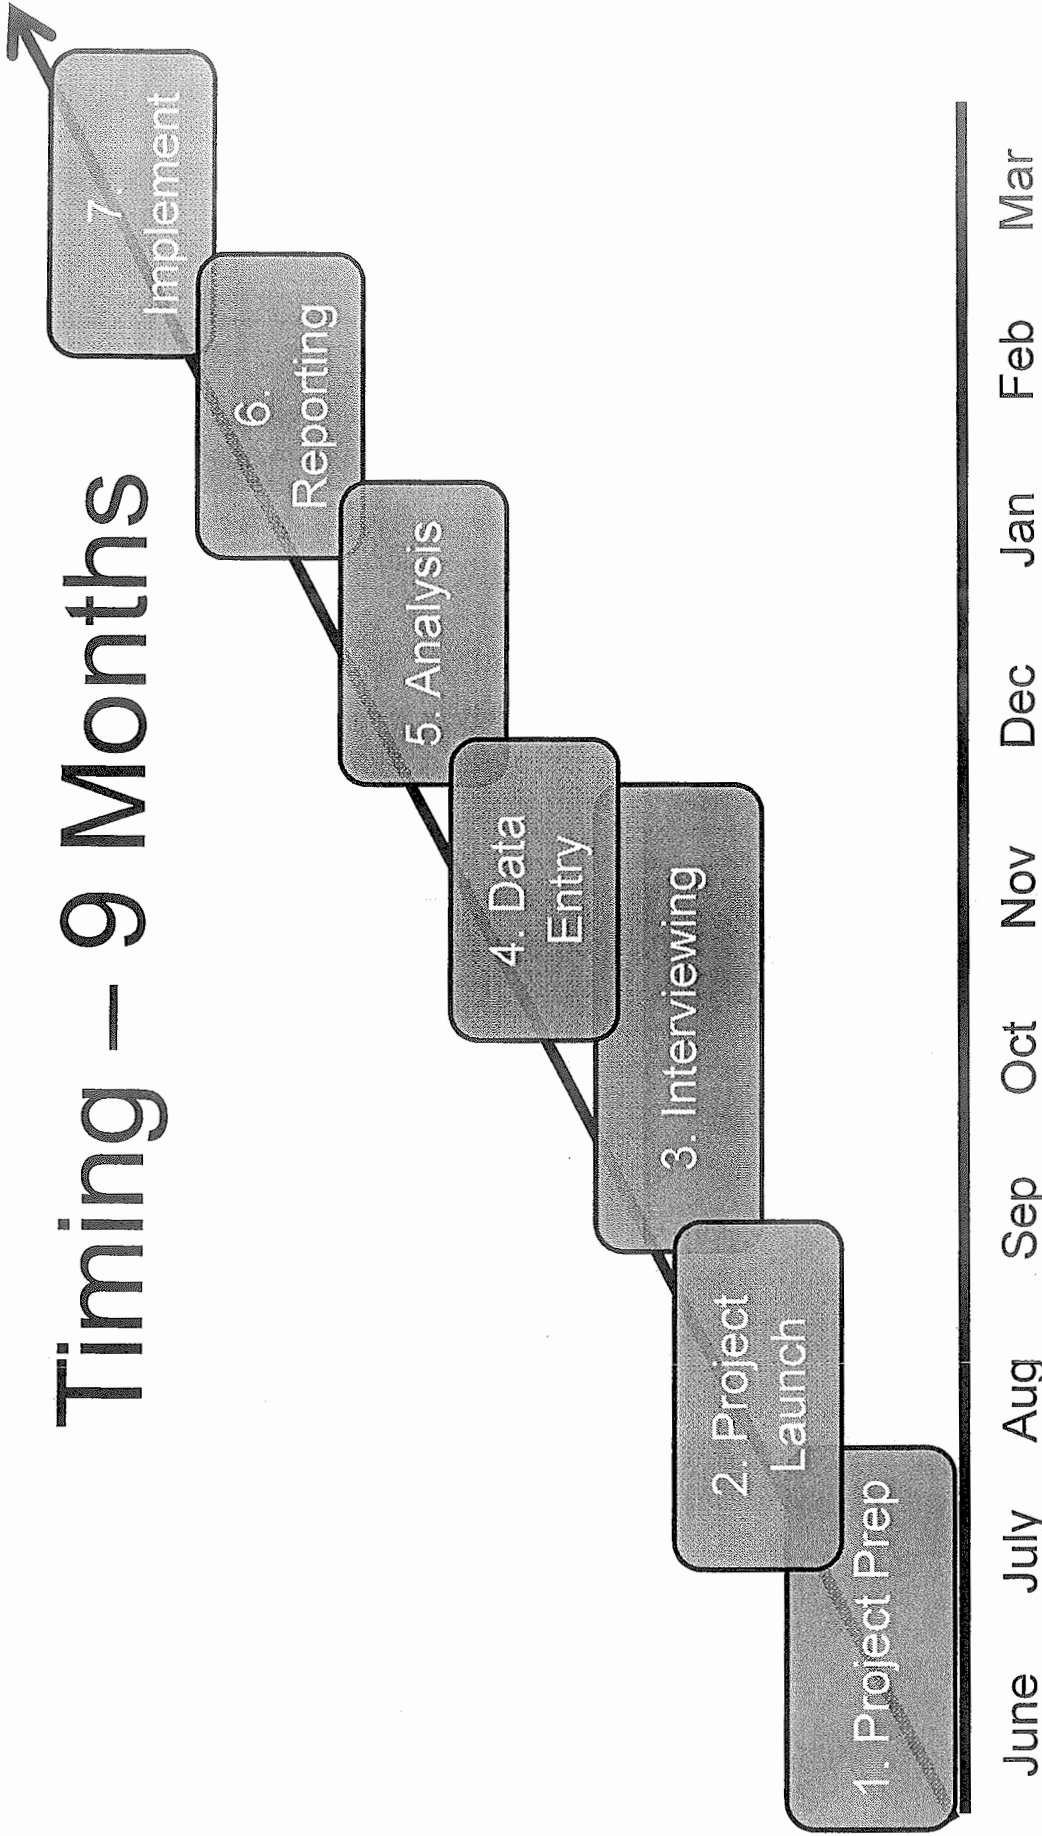 Timing – 9 Months
7.
Implement
6.
Reporting
5. Analysis
4. Data
Entry
3. Interviewing
2. Project
Launch
1. Project Prep
June July Aug Sep Oct Nov Dec Jan Feb Mar